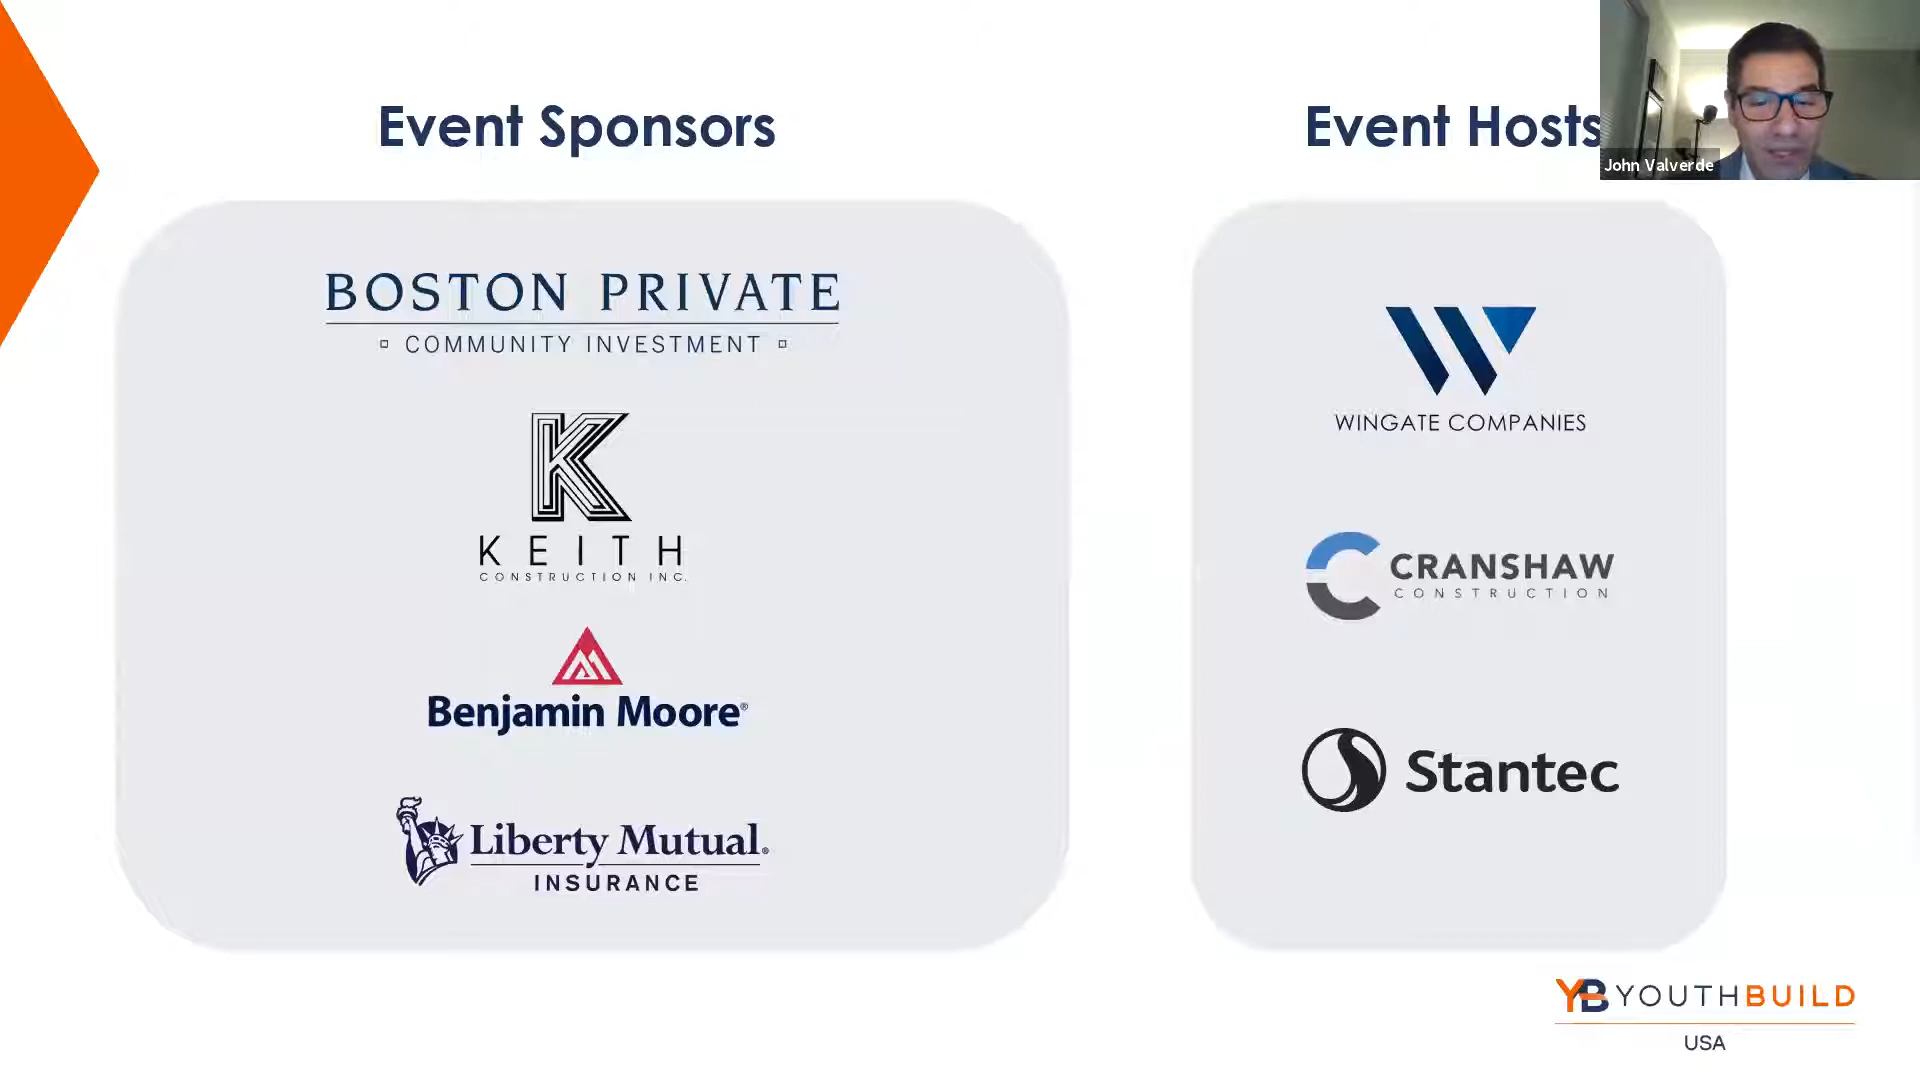 Event Sponsors
BOSTON PRIVATE
COMMUNITY INVESTMENT
KEITH
CONSTRUCTION INC.
Benjamin Moore®
Liberty Mutual®
INSURANCE
Event Hosts
John Valverde
WINGATE COMPANIES
CRANSHAW
CONSTRUCTION
Stantec
YB YOUTHBUILD
USA